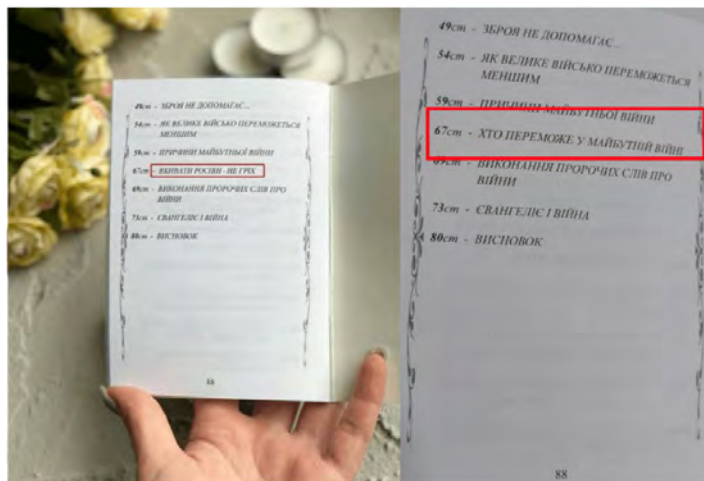 49ст - ЗБРОЯ НЕ ДОПОМАГАЄ...
54ст - ЯК ВЕЛИКЕ ВІЙСЬКО ПЕРЕМОЖЕТЬСЯ
МЕНШИМ
59ст - ПРИЧИНИ МАЙБУТНЬОЇ ВІЙНИ
67ст - ВБИВАТИ РОСІЯН - НЕ ГРІХ
69ст - ВИКОНАННЯ ПРОРОЧИХ СЛІВ ПРО
ВІЙНИ
73ст - ЄВАНГЕЛІЄ І ВІЙНА
80ст - ВИСНОВОК
88
49ст - ЗБРОЯ НЕ ДОПОМАГАЄ...
54ст - ЯК ВЕЛИКЕ ВІЙСЬКО ПЕРЕМОЖЕТЬСЯ
МЕНШИМ
59ст - ПРИЧИНИ МАЙБУТНЬОЇ ВІЙНИ
67ст - ХТО ПЕРЕМОЖЕ У МАЙБУТНІЙ ВІЙНІ
69ст - ВИКОНАННЯ ПРОРОЧИХ СЛІВ ПРО
ВІЙНИ
73ст - ЄВАНГЕЛІЄ І ВІЙНА
80ст - ВИСНОВОК
88